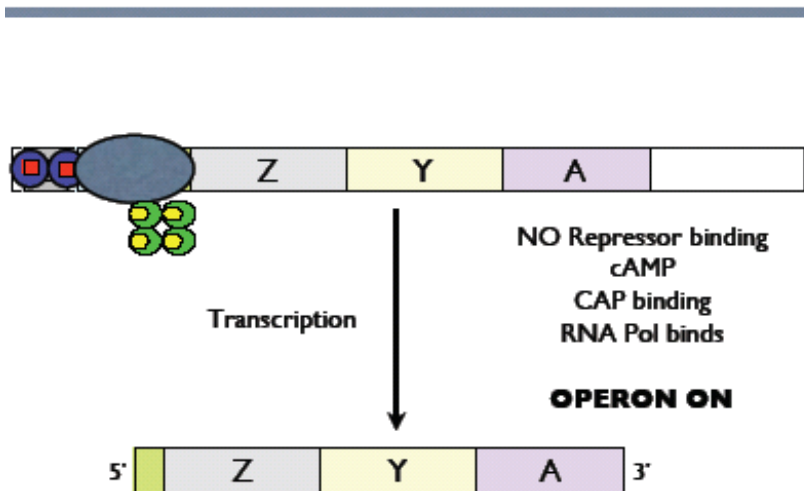 Z Y A
NO Repressor binding
cAMP
CAP binding
RNA Pol binds
Transcription
OPERON ON
5' Z Y A 3'